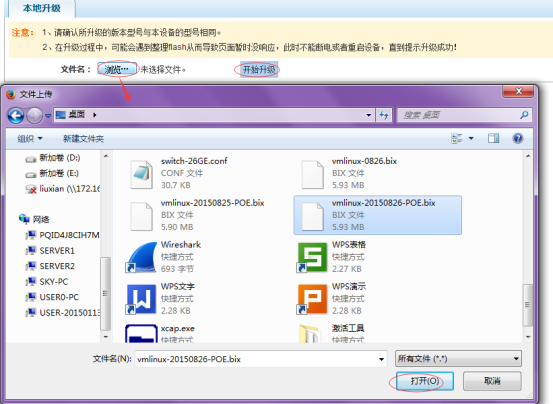 本地升级
注意： 1、请确认所升级的版本型号与本设备的型号相同。
2、在升级过程中，可能会遇到整理flash从而导致页面暂时没响应，此时不能断电或者重启设备，直到提示升级成功!
文件名： 浏览… 未选择文件。 开始升级
文件上传
桌面
搜索 桌面
组织 新建文件夹
新加卷 (D:)
新加卷 (E:)
liuxian (\\172.16
网络
PQID4J8CIH7M
SERVER1
SERVER2
SKY-PC
USER0-PC
USER-20150113
switch-26GE.conf
CONF 文件
30.7 KB
vmlinux-0826.bix
BIX 文件
5.93 MB
vmlinux-20150825-POE.bix
BIX 文件
5.90 MB
vmlinux-20150826-POE.bix
BIX 文件
5.93 MB
Wireshark
快捷方式
693 字节
WPS表格
快捷方式
2.27 KB
WPS文字
快捷方式
2.28 KB
WPS演示
快捷方式
2.28 KB
xcap.exe
快捷方式
激活工具
快捷方式
文件名(N): vmlinux-20150826-POE.bix 所有文件 (*.*)
打开(O) 取消